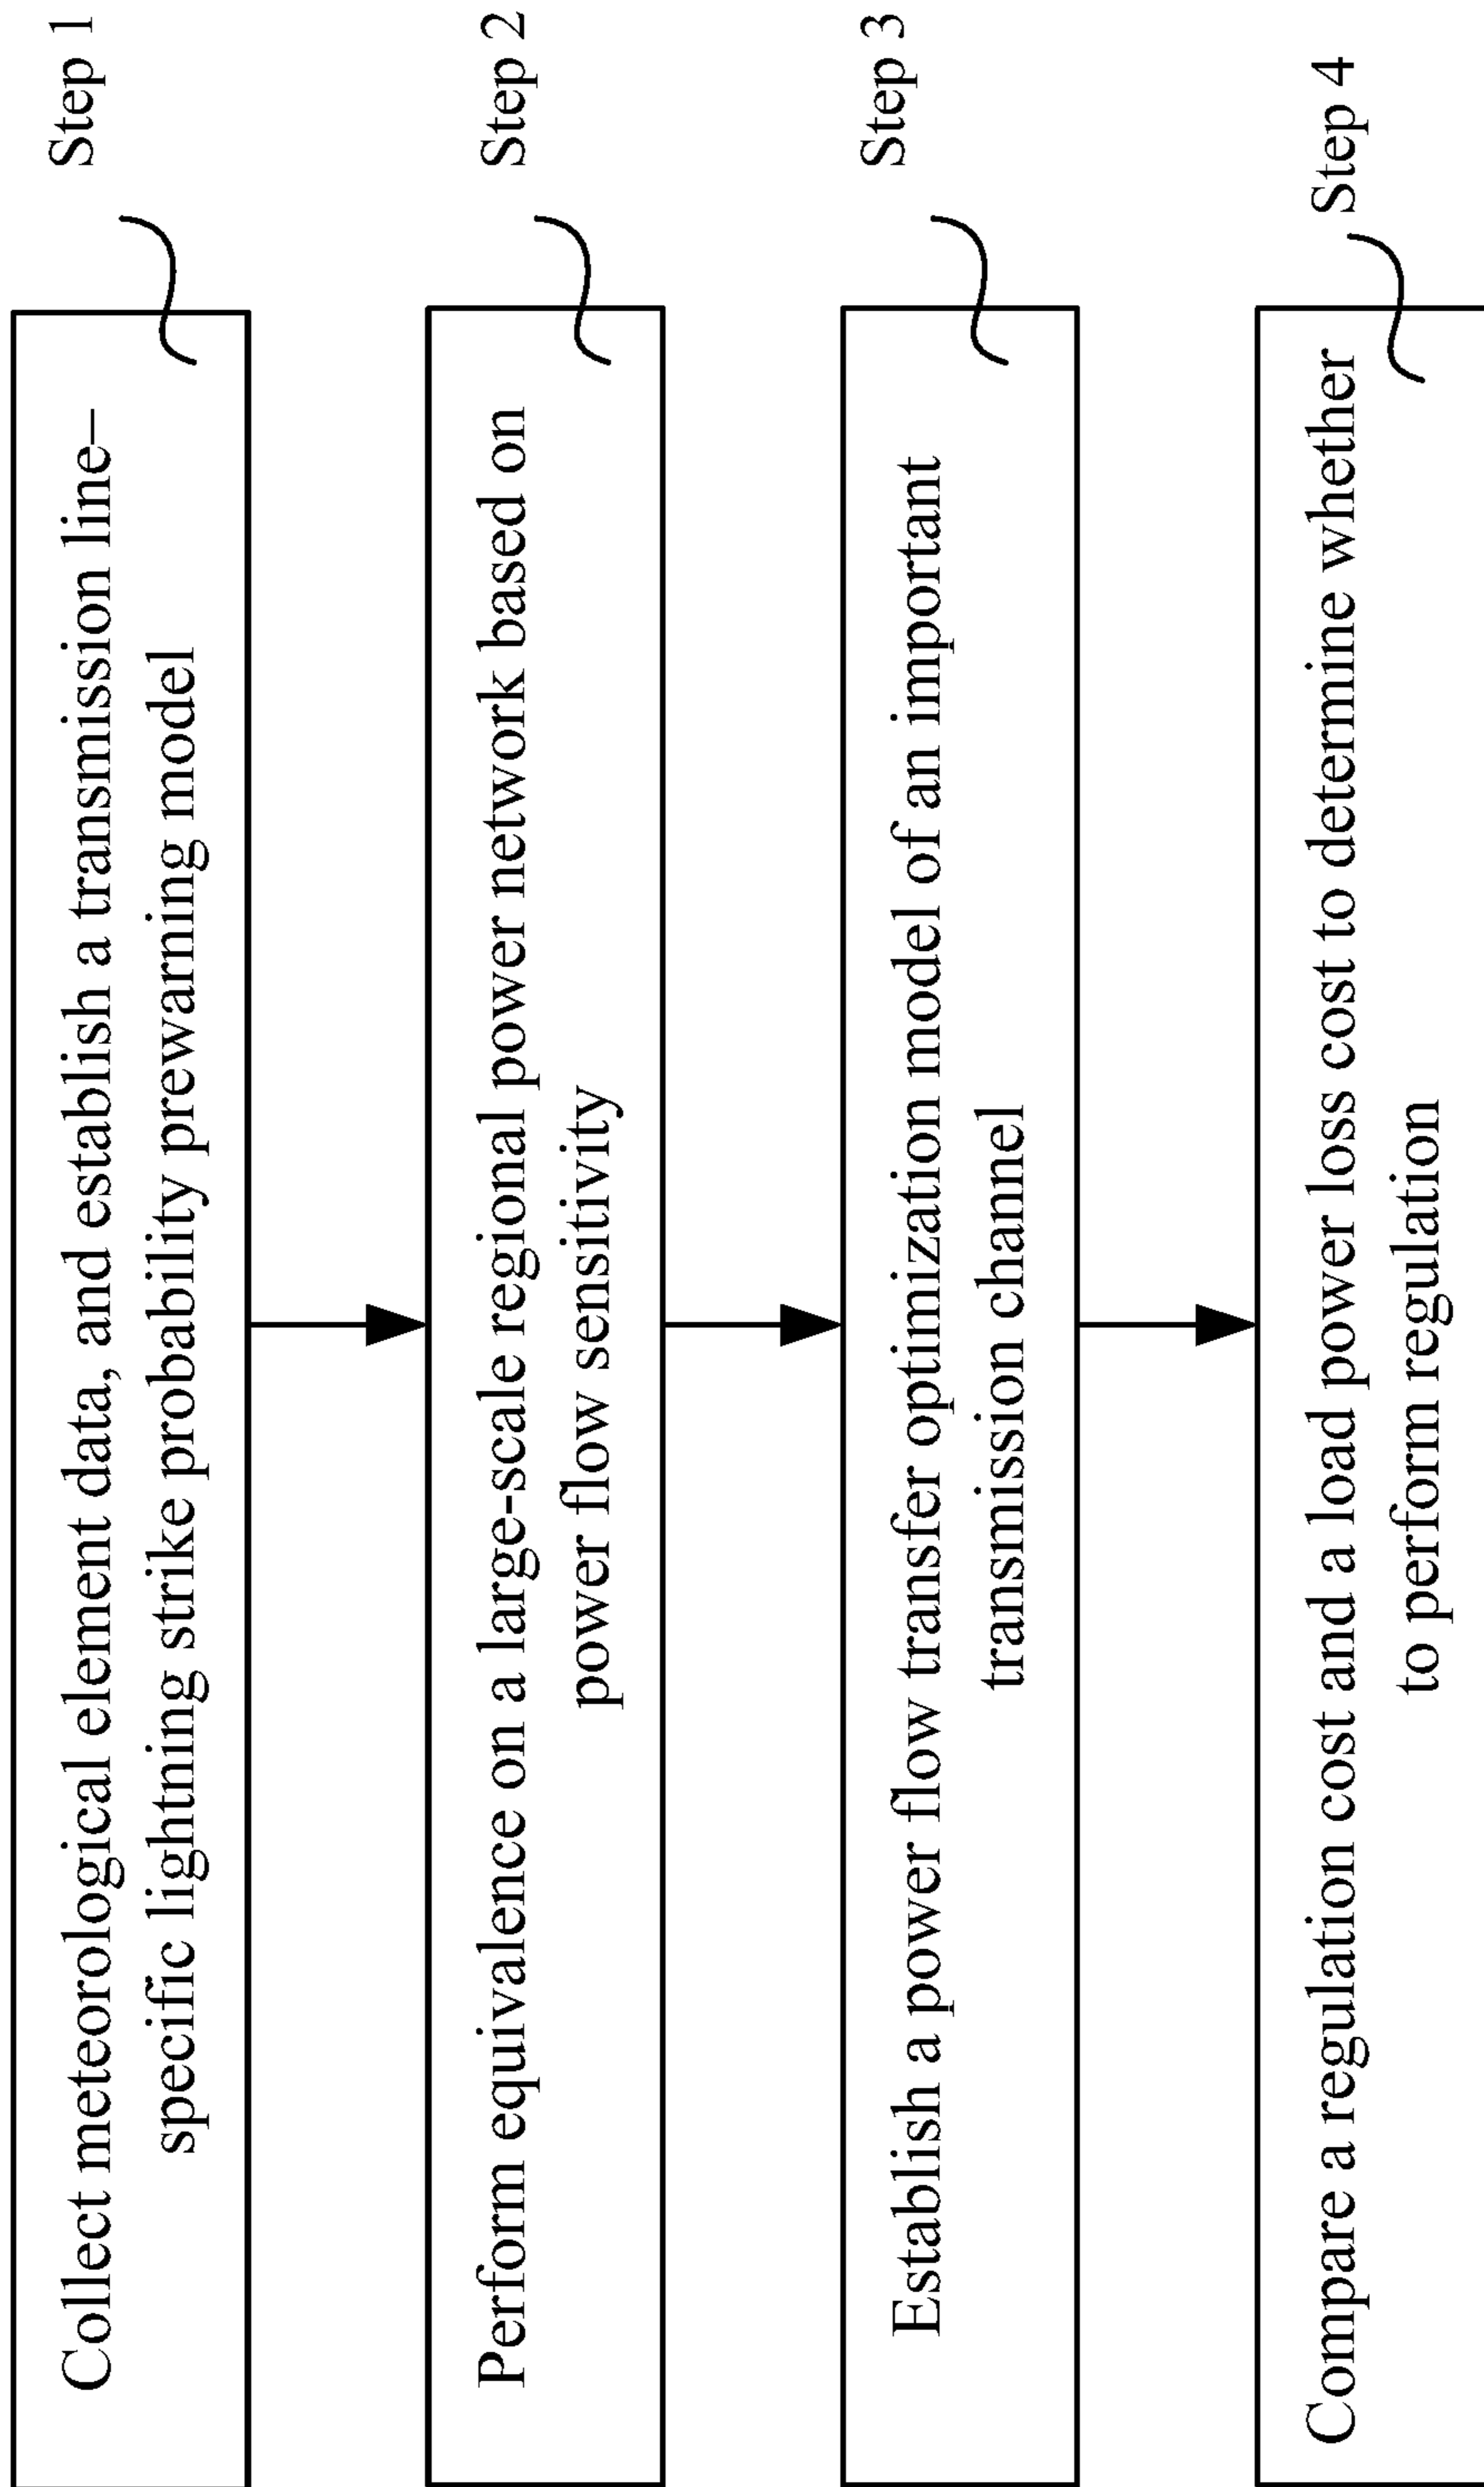 Collect meteorological element data, and establish a transmission line–
specific lightning strike probability prewarning model
Step 1
Perform equivalence on a large-scale regional power network based on
power flow sensitivity
Step 2
Establish a power flow transfer optimization model of an important
transmission channel
Step 3
Compare a regulation cost and a load power loss cost to determine whether
to perform regulation
Step 4